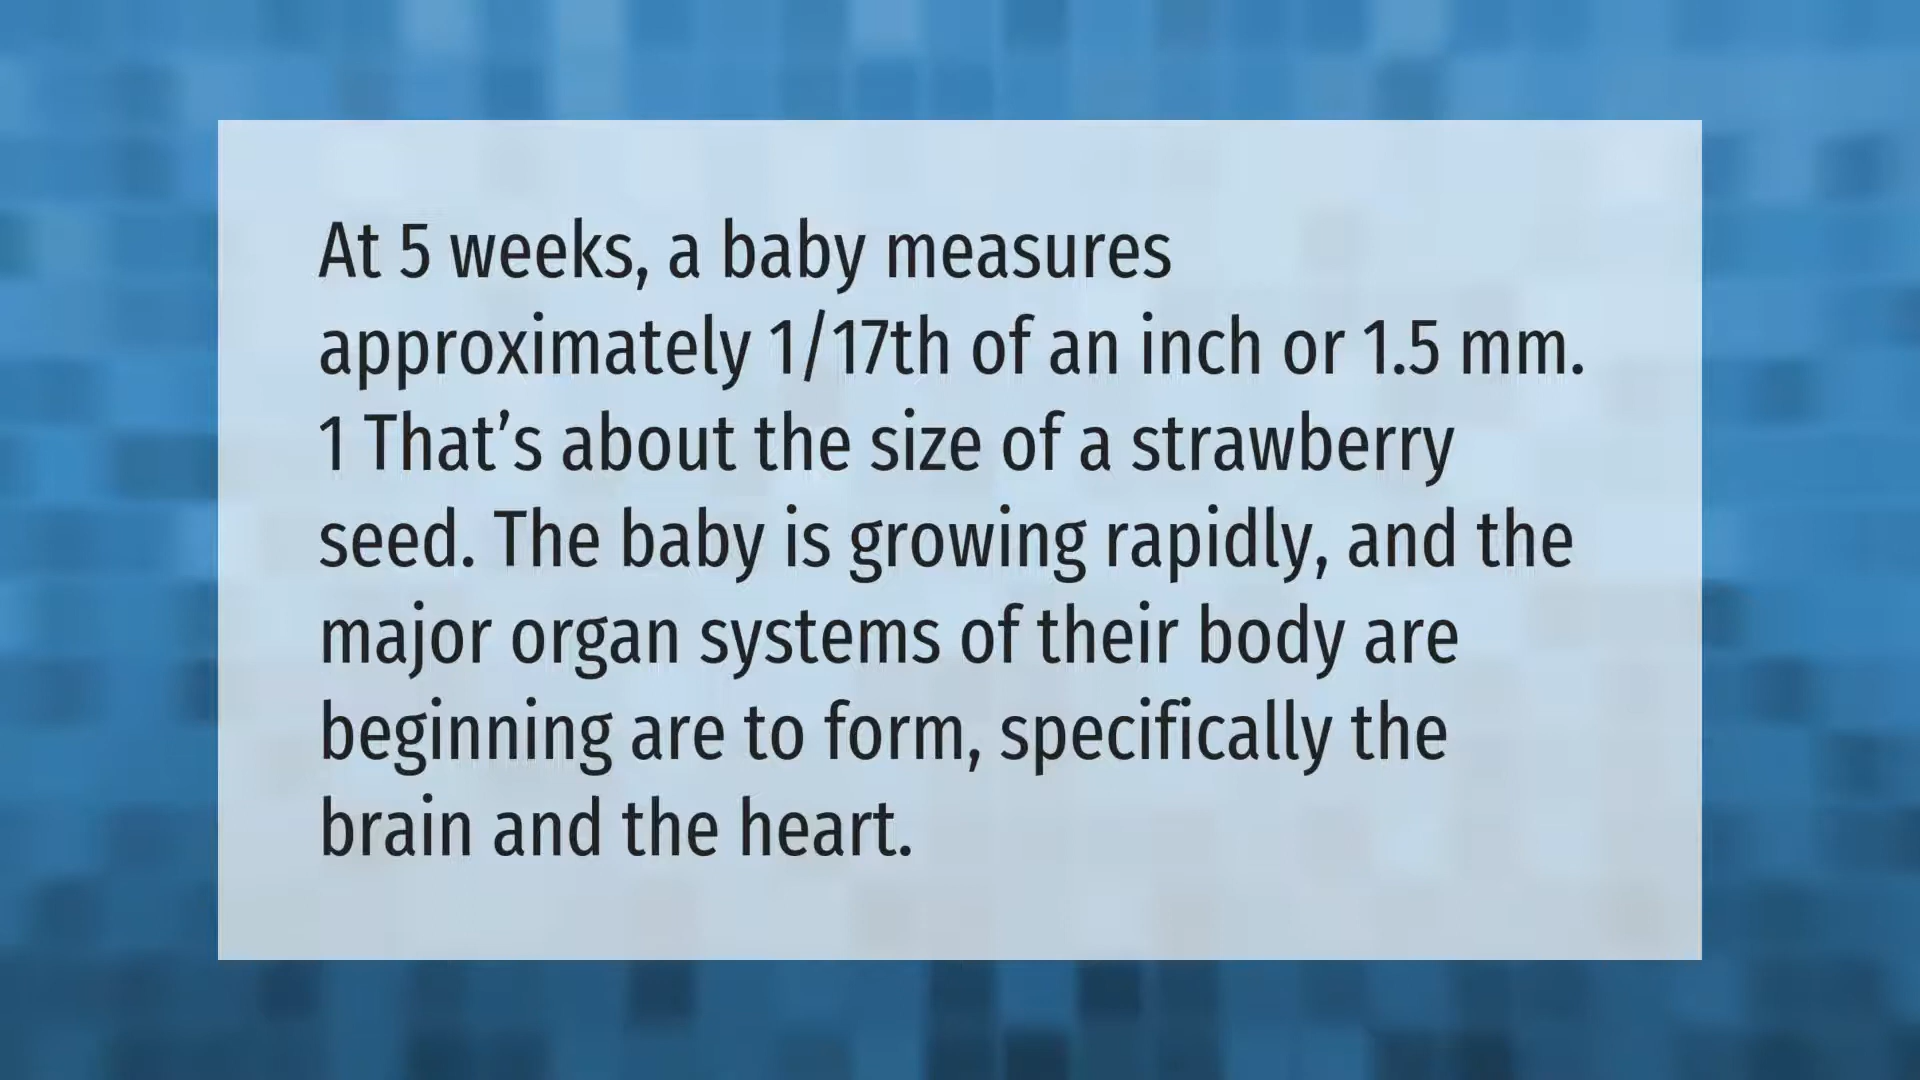 At 5 weeks, a baby measures
approximately 1/17th of an inch or 1.5 mm.
1 That’s about the size of a strawberry
seed. The baby is growing rapidly, and the
major organ systems of their body are
beginning are to form, specifically the
brain and the heart.